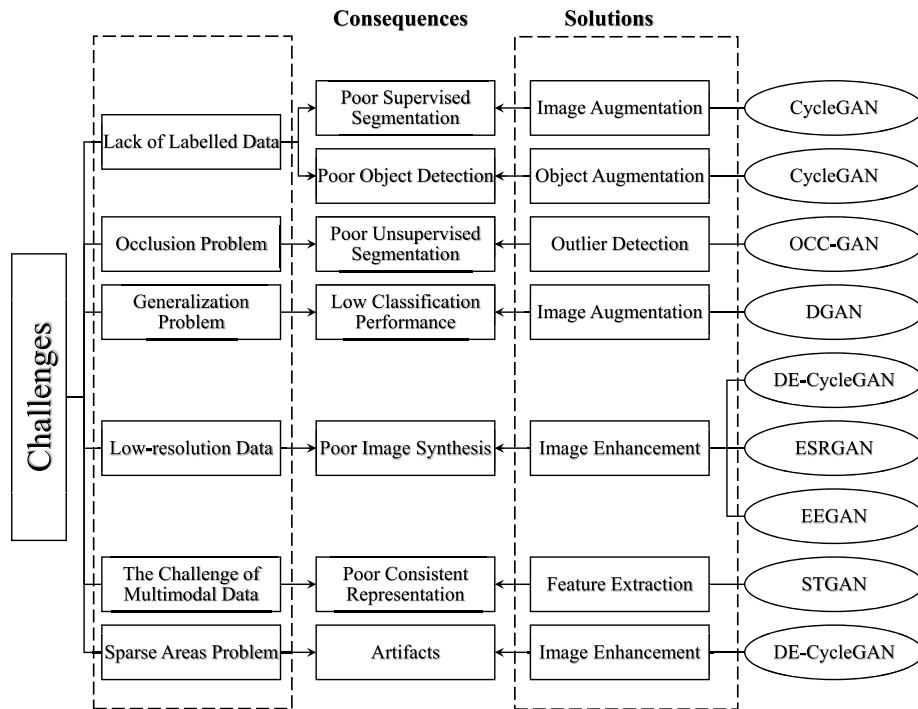 Consequences
Solutions
Challenges
Lack of Labelled Data
Poor Supervised
Segmentation
Image Augmentation
CycleGAN
Poor Object Detection
Object Augmentation
CycleGAN
Occlusion Problem
Poor Unsupervised
Segmentation
Outlier Detection
OCC-GAN
Generalization
Problem
Low Classification
Performance
Image Augmentation
DGAN
Low-resolution Data
Poor Image Synthesis
Image Enhancement
DE-CycleGAN
ESRGAN
EEGAN
The Challenge of
Multimodal Data
Poor Consistent
Representation
Feature Extraction
STGAN
Sparse Areas Problem
Artifacts
Image Enhancement
DE-CycleGAN